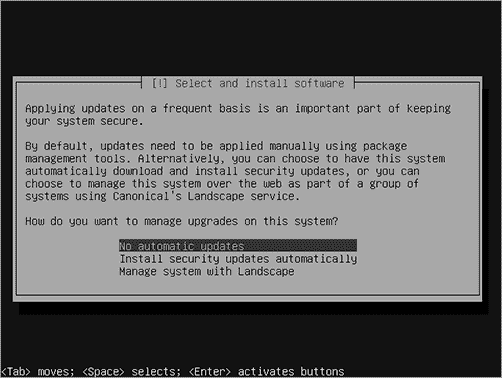 [!] Select and install software
Applying updates on a frequent basis is an important part of keeping
your system secure.
By default, updates need to be applied manually using package
management tools. Alternatively, you can choose to have this system
automatically download and install security updates, or you can
choose to manage this system over the web as part of a group of
systems using Canonical's Landscape service.
How do you want to manage upgrades on this system?
No automatic updates
Install security updates automatically
Manage system with Landscape
<Tab> moves; <Space> selects; <Enter> activates buttons